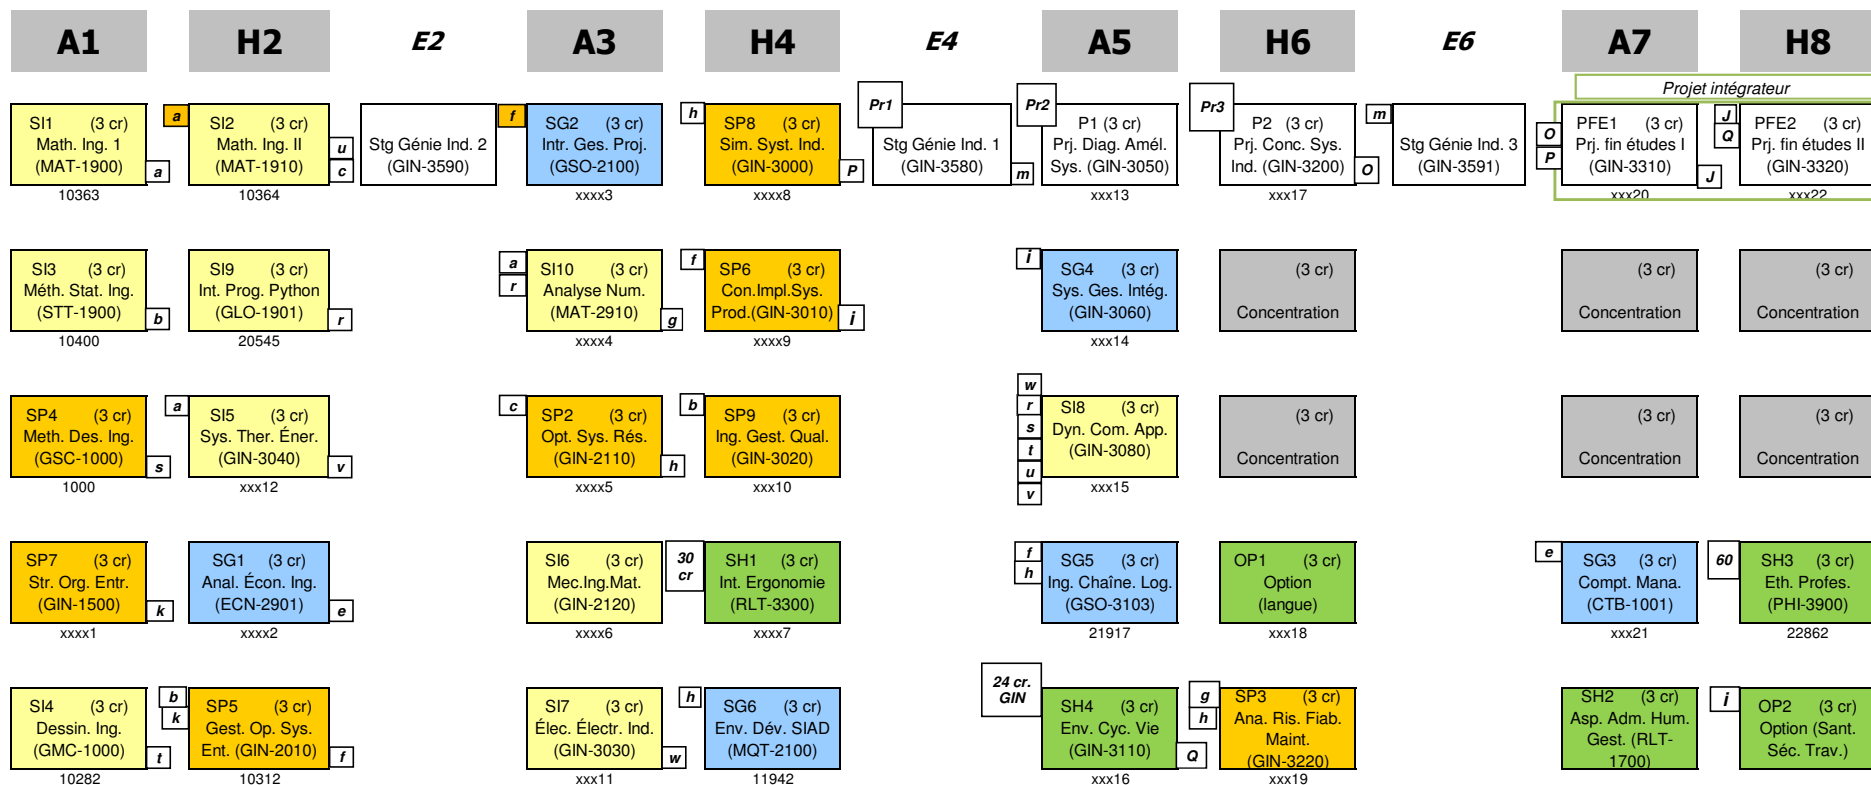 A1 H2 E2 A3 H4 E4 A5 H6 E6 A7 H8
Projet intégrateur
SI1 (3 cr)
Math. Ing. 1
(MAT-1900)
a
10363
a
SI2 (3 cr)
Math. Ing. II
(MAT-1910)
u
c
10364
Stg Génie Ind. 2
(GIN-3590)
f
SG2 (3 cr)
Intr. Ges. Proj.
(GSO-2100)
xxxx3
h
SP8 (3 cr)
Sim. Syst. Ind.
(GIN-3000)
P
xxxx8
Pr1
Stg Génie Ind. 1
(GIN-3580)
m
Pr2
P1 (3 cr)
Prj. Diag. Amél.
Sys. (GIN-3050)
xxx13
Pr3
P2 (3 cr)
Prj. Conc. Sys.
Ind. (GIN-3200)
O
xxx17
m
Stg Génie Ind. 3
(GIN-3591)
O
P
PFE1 (3 cr)
Prj. fin études I
(GIN-3310)
J
xxx20
J
Q
PFE2 (3 cr)
Prj. fin études II
(GIN-3320)
xxx22
SI3 (3 cr)
Méth. Stat. Ing.
(STT-1900)
b
10400
SI9 (3 cr)
Int. Prog. Python
(GLO-1901)
r
20545
a
r
SI10 (3 cr)
Analyse Num.
(MAT-2910)
g
xxxx4
f
SP6 (3 cr)
Con.Impl.Sys.
Prod.(GIN-3010)
i
xxxx9
i
SG4 (3 cr)
Sys. Ges. Intég.
(GIN-3060)
xxx14
(3 cr)
Concentration
(3 cr)
Concentration
(3 cr)
Concentration
SP4 (3 cr)
Meth. Des. Ing.
(GSC-1000)
s
1000
a
SI5 (3 cr)
Sys. Ther. Éner.
(GIN-3040)
v
xxx12
c
SP2 (3 cr)
Opt. Sys. Rés.
(GIN-2110)
h
xxxx5
b
SP9 (3 cr)
Ing. Gest. Qual.
(GIN-3020)
xxx10
w
r
s
t
u
v
SI8 (3 cr)
Dyn. Com. App.
(GIN-3080)
xxx15
(3 cr)
Concentration
(3 cr)
Concentration
(3 cr)
Concentration
SP7 (3 cr)
Str. Org. Entr.
(GIN-1500)
k
xxxx1
SG1 (3 cr)
Anal. Écon. Ing.
(ECN-2901)
e
xxxx2
SI6 (3 cr)
Mec.Ing.Mat.
(GIN-2120)
xxxx6
30
cr
SH1 (3 cr)
Int. Ergonomie
(RLT-3300)
xxxx7
f
h
SG5 (3 cr)
Ing. Chaîne. Log.
(GSO-3103)
21917
OP1 (3 cr)
Option
(langue)
xxx18
e
SG3 (3 cr)
Compt. Mana.
(CTB-1001)
xxx21
60
SH3 (3 cr)
Eth. Profes.
(PHI-3900)
22862
SI4 (3 cr)
Dessin. Ing.
(GMC-1000)
t
10282
b
k
SP5 (3 cr)
Gest. Op. Sys.
Ent. (GIN-2010)
f
10312
SI7 (3 cr)
Élec. Électr. Ind.
(GIN-3030)
w
xxx11
h
SG6 (3 cr)
Env. Dév. SIAD
(MQT-2100)
11942
24 cr.
GIN
SH4 (3 cr)
Env. Cyc. Vie
(GIN-3110)
Q
xxx16
g
h
SP3 (3 cr)
Ana. Ris. Fiab.
Maint.
(GIN-3220)
xxx19
SH2 (3 cr)
Asp. Adm. Hum.
Gest. (RLT-
1700)
i
OP2 (3 cr)
Option (Sant.
Séc. Trav.)